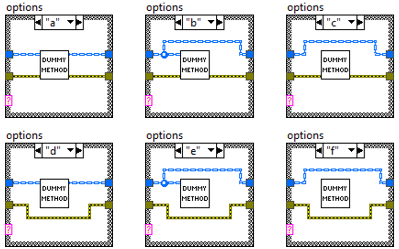 options options options
"a" "b" "c"
DUMMY METHOD DUMMY METHOD DUMMY METHOD
? ? ?
options options options
"d" "e" "f"
DUMMY METHOD DUMMY METHOD DUMMY METHOD
? ? ?